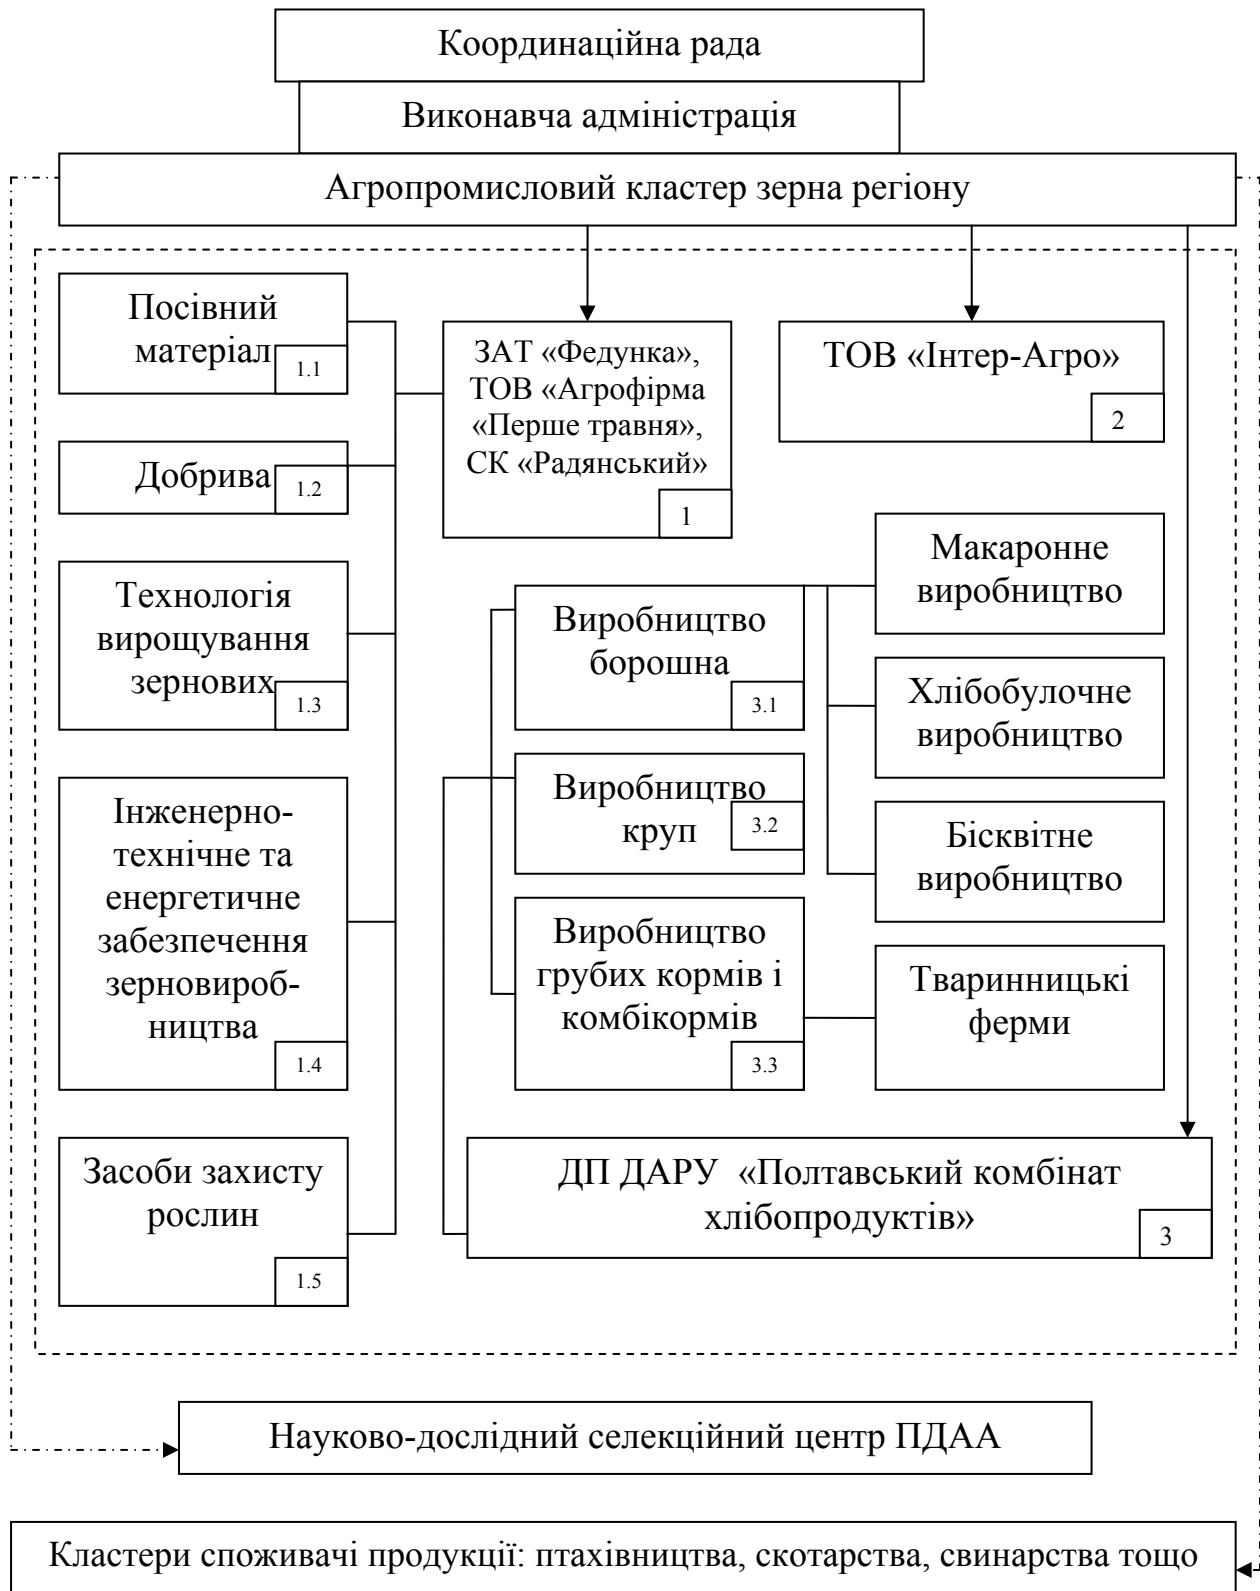 Координаційна рада
Виконавча адміністрація
Агропромисловий кластер зерна регіону
Посівний
матеріал
1.1
Добрива
1.2
Технологія
вирощування
зернових
1.3
Інженерно-
технічне та
енергетичне
забезпечення
зерновироб-
ництва
1.4
Засоби захисту
рослин
1.5
ЗАТ «Федунка»,
ТОВ «Агрофірма
«Перше травня»,
СК «Радянський»
1
ТОВ «Інтер-Агро»
2
Виробництво
борошна
3.1
Виробництво
круп
3.2
Виробництво
грубих кормів і
комбікормів
3.3
Макаронне
виробництво
Хлібобулочне
виробництво
Бісквітне
виробництво
Тваринницькі
ферми
ДП ДАРУ «Полтавський комбінат
хлібопродуктів»
3
Науково-дослідний селекційний центр ПДАА
Кластери споживачі продукції: птахівництва, скотарства, свинарства тощо